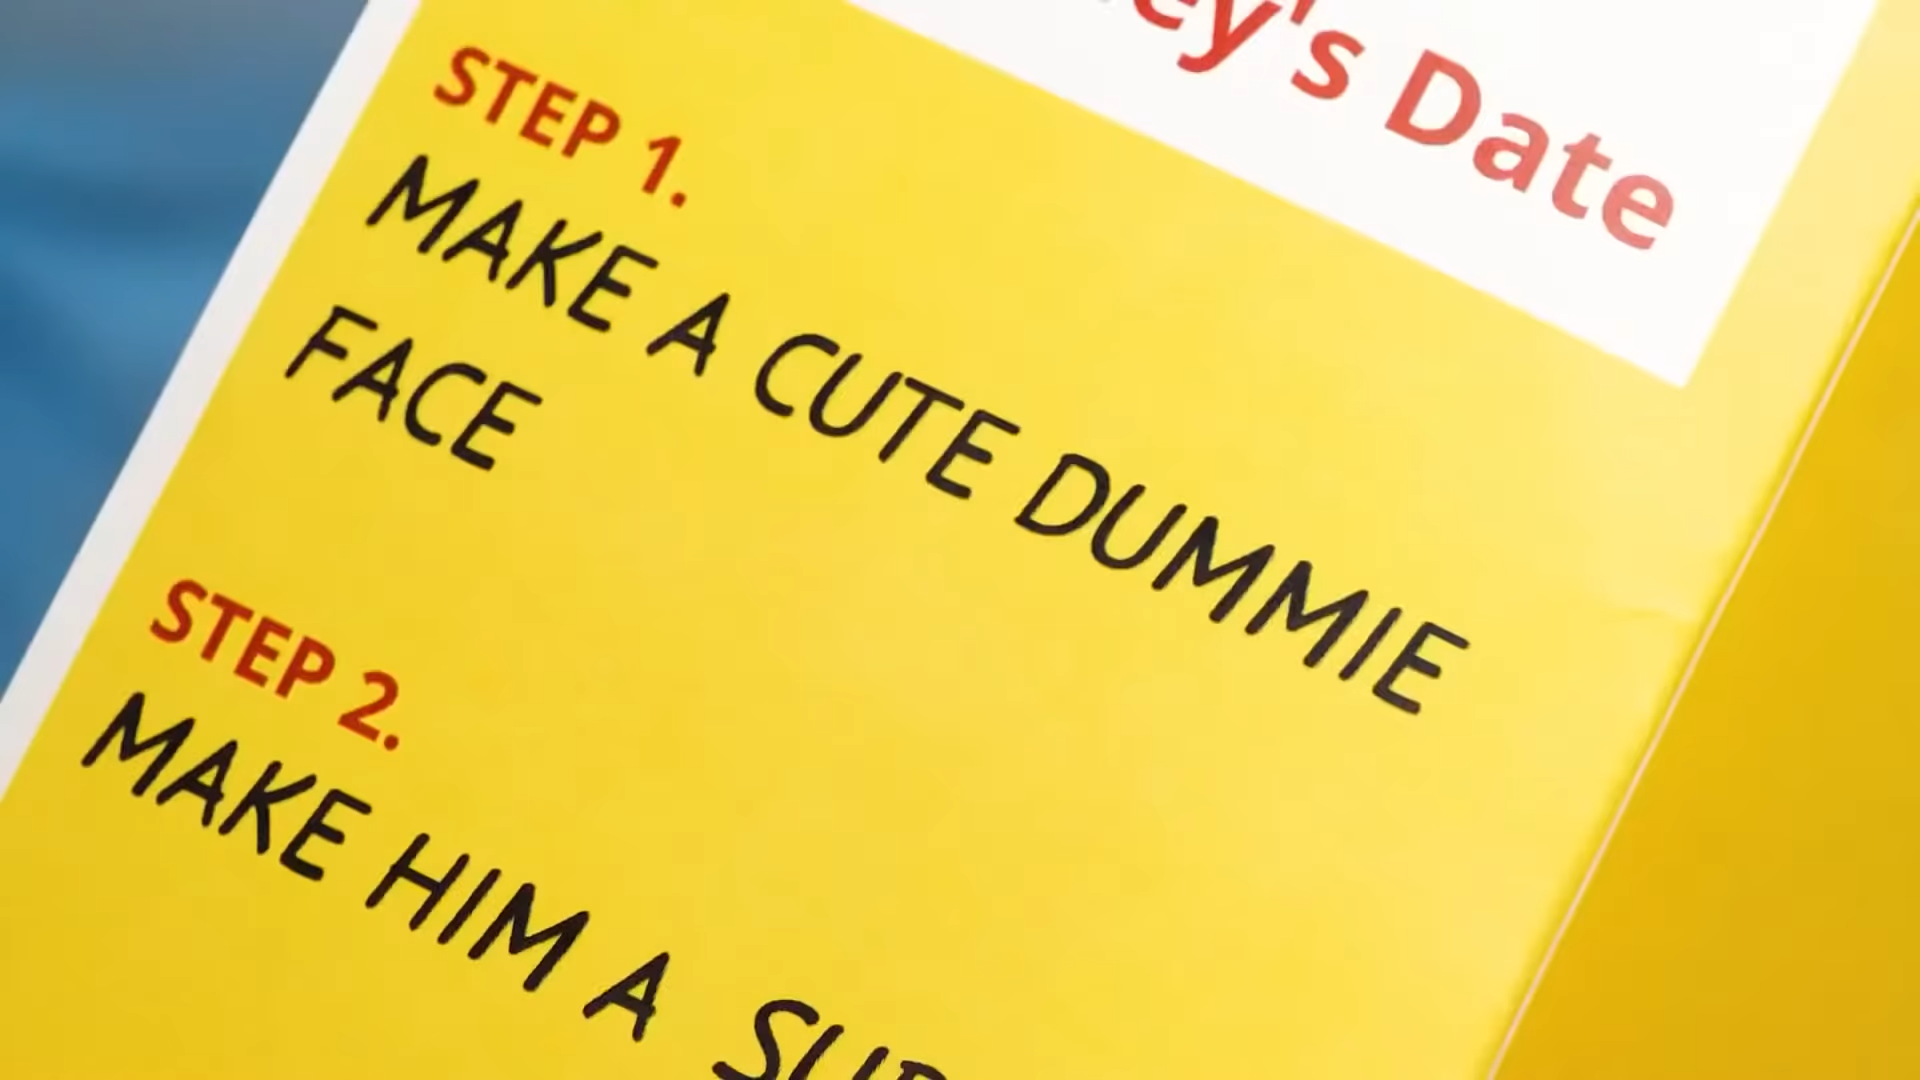 Date
STEP 1.
MAKE A CUTE DUMMIE
FACE
STEP 2.
MAKE HIM A